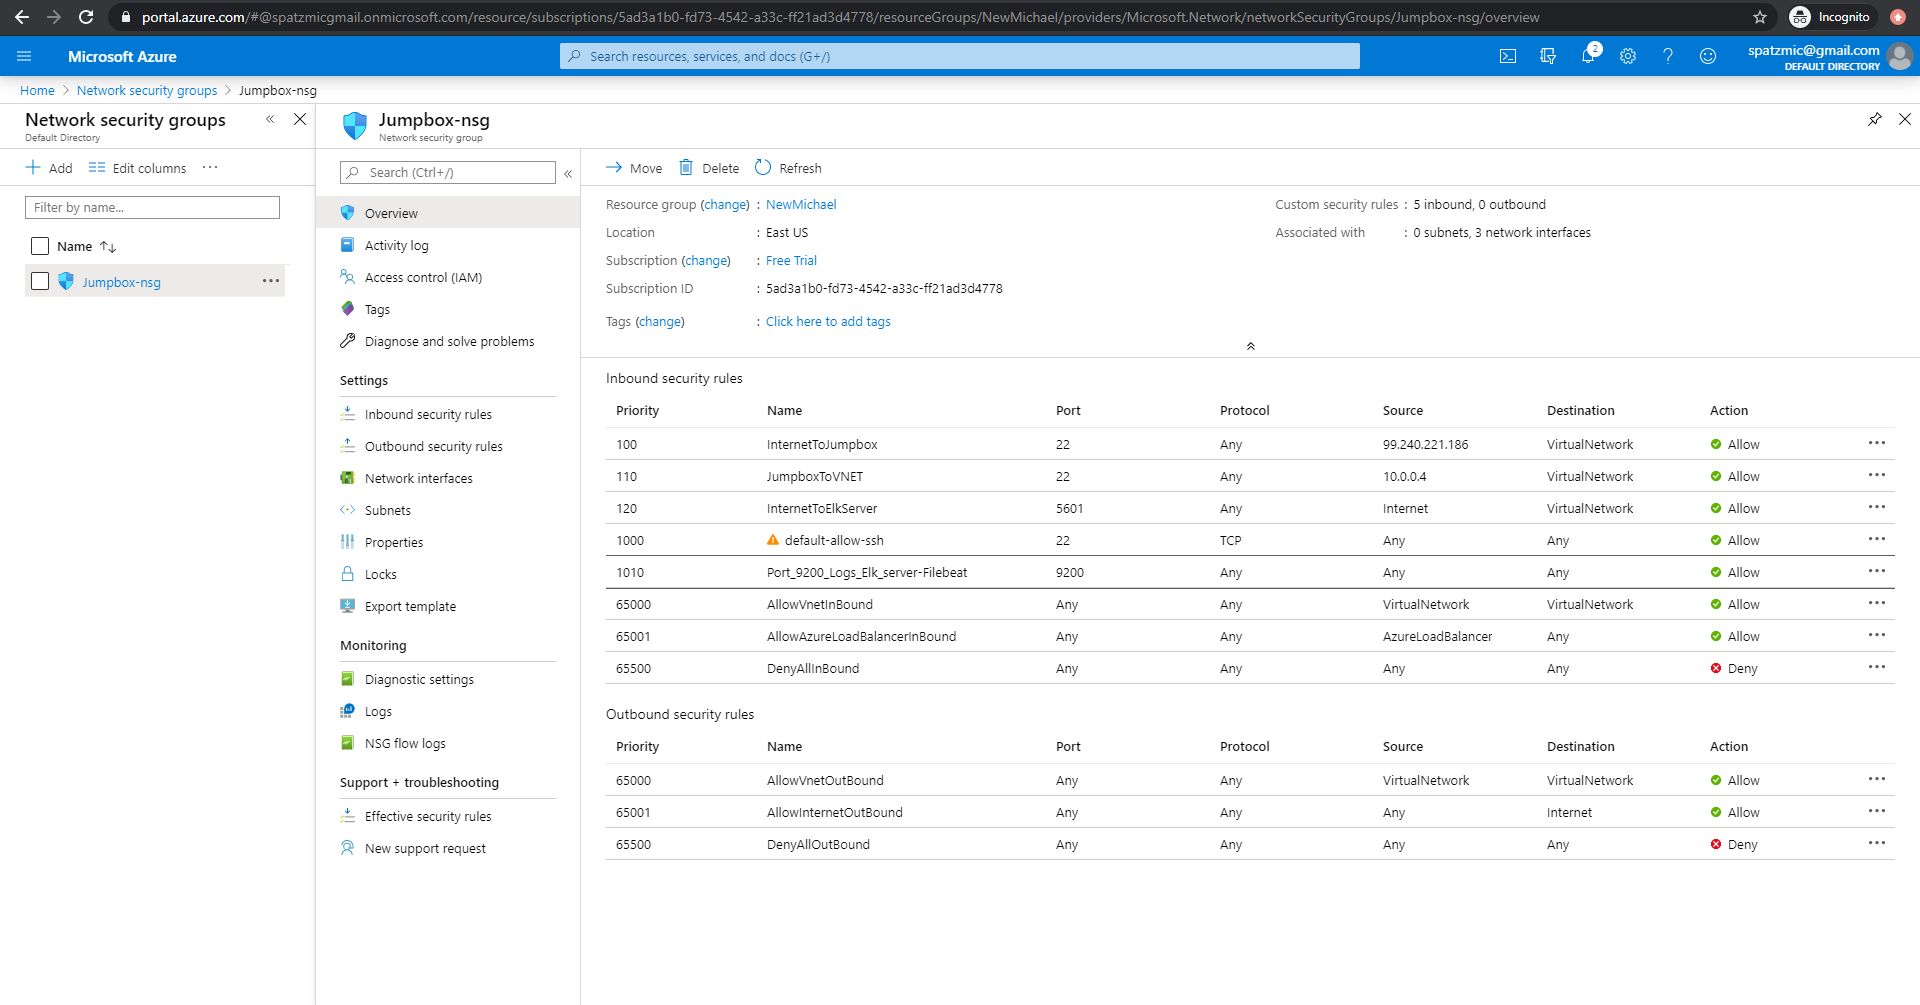 portal.azure.com/#@spatzmicgmail.onmicrosoft.com/resource/subscriptions/5ad3a1b0-fd73-4542-a33c-ff21ad3d4778/resourceGroups/NewMichael/providers/Microsoft.Network/networkSecurityGroups/Jumpbox-nsg/overview
Incognito
Microsoft Azure
Search resources, services, and docs (G+/)
2
spatzmic@gmail.com
DEFAULT DIRECTORY
Home > Network security groups > Jumpbox-nsg
Network security groups
Default Directory
Add Edit columns ...
Filter by name...
Name
Jumpbox-nsg ...
Jumpbox-nsg
Network security group
Search (Ctrl+/)
Overview
Activity log
Access control (IAM)
Tags
Diagnose and solve problems
Settings
Inbound security rules
Outbound security rules
Network interfaces
Subnets
Properties
Locks
Export template
Monitoring
Diagnostic settings
Logs
NSG flow logs
Support + troubleshooting
Effective security rules
New support request
Move Delete Refresh
Resource group (change) : NewMichael
Location : East US
Subscription (change) : Free Trial
Subscription ID : 5ad3a1b0-fd73-4542-a33c-ff21ad3d4778
Tags (change) : Click here to add tags
Custom security rules : 5 inbound, 0 outbound
Associated with : 0 subnets, 3 network interfaces
Inbound security rules
Priority Name Port Protocol Source Destination Action
100 InternetToJumpbox 22 Any 99.240.221.186 VirtualNetwork Allow ...
110 JumpboxToVNET 22 Any 10.0.0.4 VirtualNetwork Allow ...
120 InternetToElkServer 5601 Any Internet VirtualNetwork Allow ...
1000 default-allow-ssh 22 TCP Any Any Allow ...
1010 Port_9200_Logs_Elk_server-Filebeat 9200 Any Any Any Allow ...
65000 AllowVnetInBound Any Any VirtualNetwork VirtualNetwork Allow ...
65001 AllowAzureLoadBalancerInBound Any Any AzureLoadBalancer Any Allow ...
65500 DenyAllInBound Any Any Any Any Deny ...
Outbound security rules
Priority Name Port Protocol Source Destination Action
65000 AllowVnetOutBound Any Any VirtualNetwork VirtualNetwork Allow ...
65001 AllowInternetOutBound Any Any Any Internet Allow ...
65500 DenyAllOutBound Any Any Any Any Deny ...